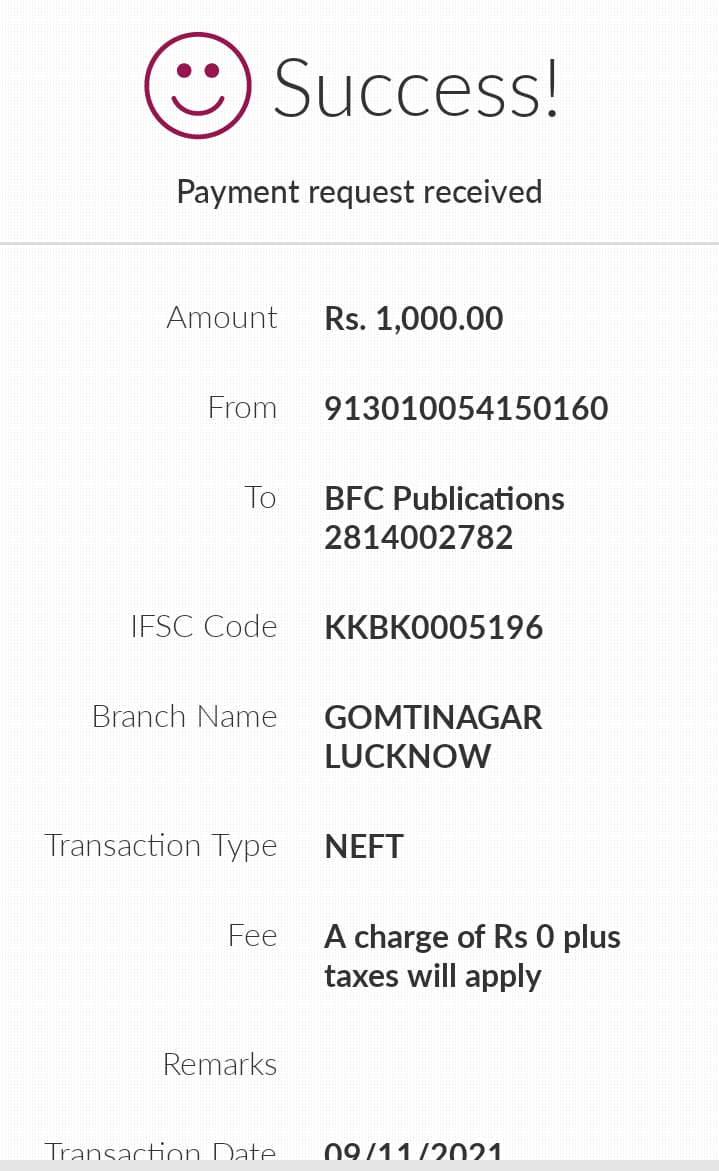 Success!
Payment request received
Amount Rs. 1,000.00
From 913010054150160
To BFC Publications
2814002782
IFSC Code KKBK0005196
Branch Name GOMTINAGAR
LUCKNOW
Transaction Type NEFT
Fee A charge of Rs 0 plus
taxes will apply
Remarks
Transaction Date 09/11/2021